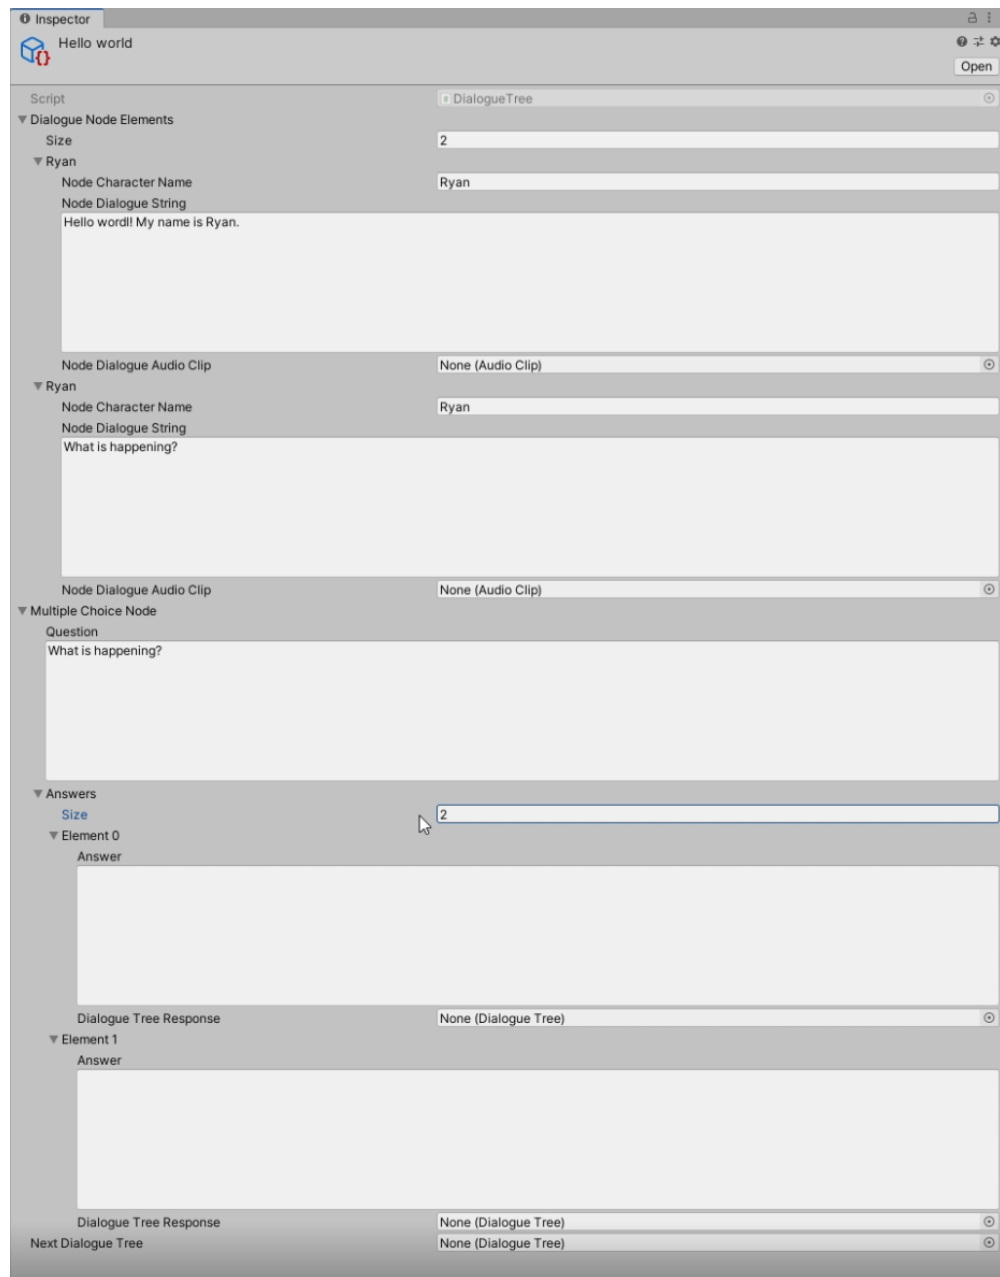 Inspector
Hello world
Open
Script DialogueTree
Dialogue Node Elements
Size 2
Ryan
Node Character Name Ryan
Node Dialogue String
Hello wordl! My name is Ryan.
Node Dialogue Audio Clip None (Audio Clip)
Ryan
Node Character Name Ryan
Node Dialogue String
What is happening?
Node Dialogue Audio Clip None (Audio Clip)
Multiple Choice Node
Question
What is happening?
Answers
Size 2
Element 0
Answer
Dialogue Tree Response None (Dialogue Tree)
Element 1
Answer
Dialogue Tree Response None (Dialogue Tree)
Next Dialogue Tree None (Dialogue Tree)